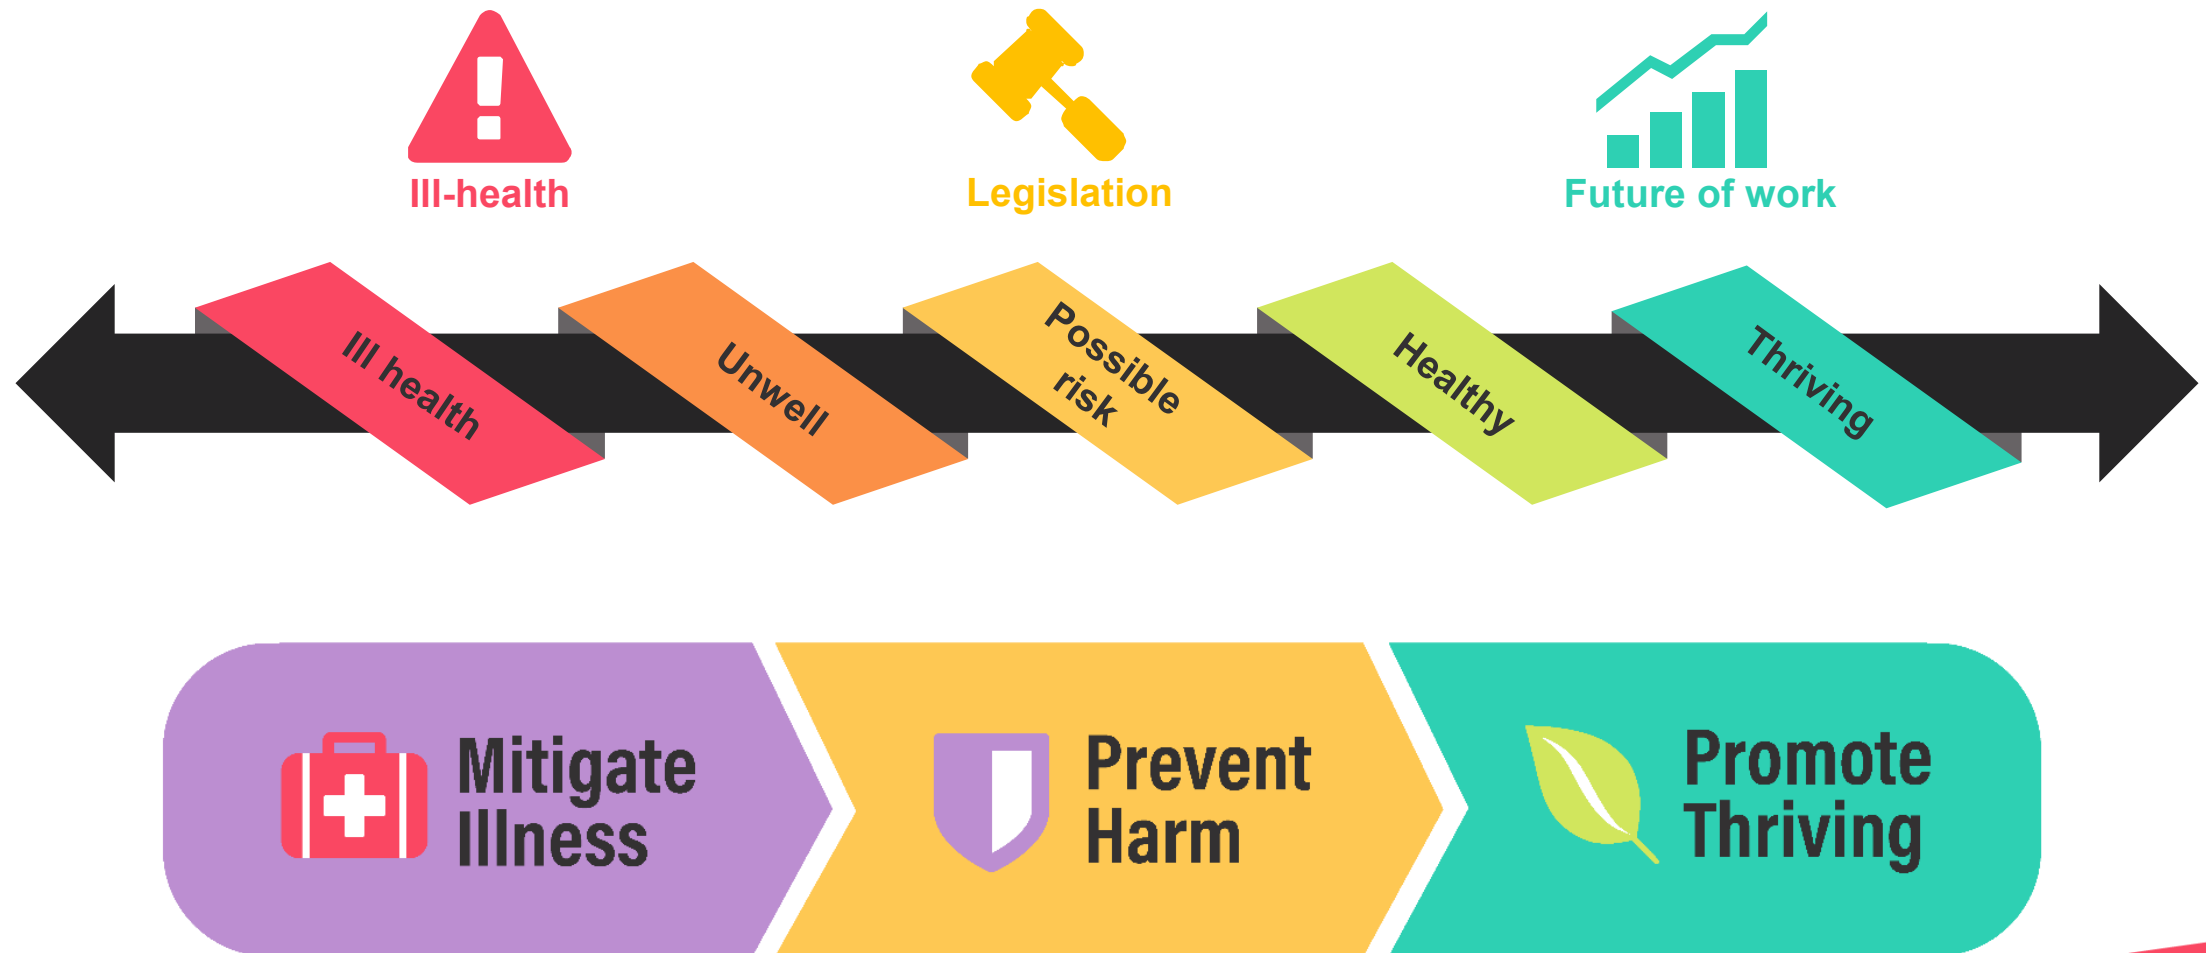 Ill-health
Legislation
Future of work
Ill health
Unwell
Possible
risk
Healthy
Thriving
Mitigate
Illness
Prevent
Harm
Promote
Thriving